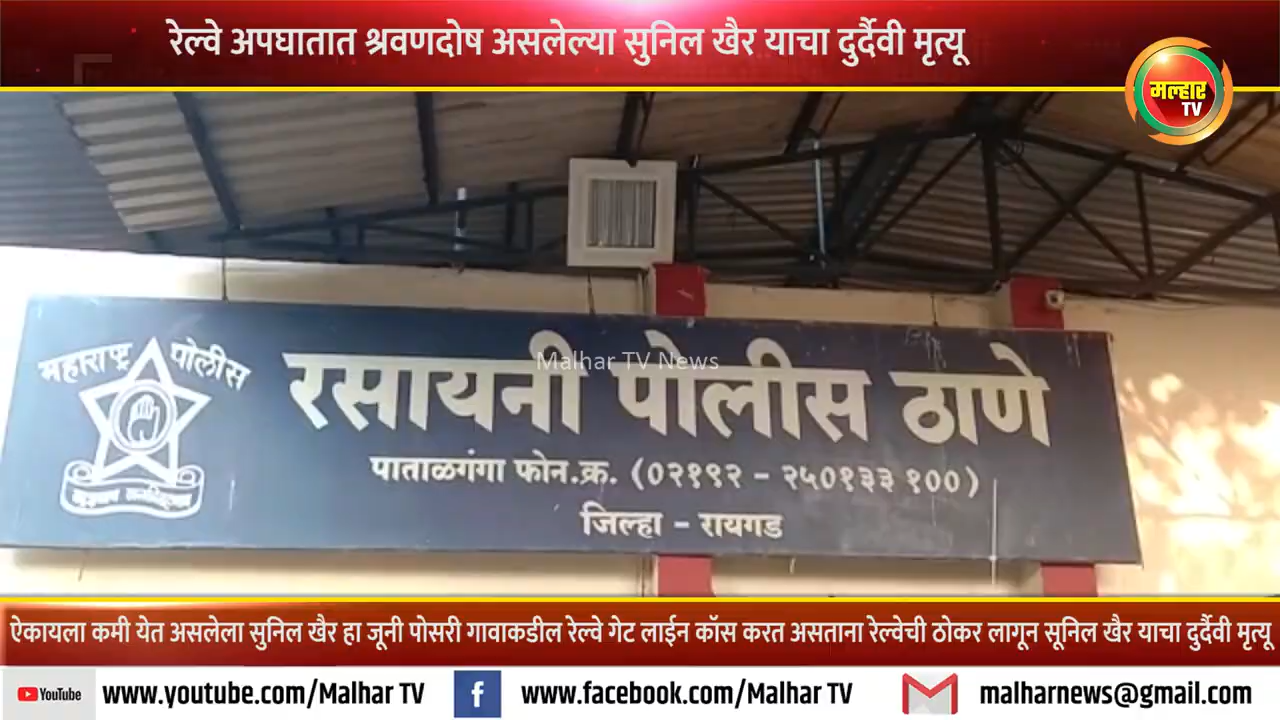 रेल्वे अपघातात श्रवणदोष असलेल्या सुनिल खैर याचा दुर्दैवी मृत्यू
मल्हार
TV
महाराष्ट्र पोलीस
Malhar TV News
रसायनी पोलीस ठाणे
पाताळगंगा फोन.क्र. (०२१९२ - २५०१३३ १००)
जिल्हा - रायगड
ऐकायला कमी येत असलेला सुनिल खैर हा जूनी पोसरी गावाकडील रेल्वे गेट लाईन कॉस करत असताना रेल्वेची ठोकर लागून सूनिल खैर याचा दुर्दैवी मृत्यू
YouTube www.youtube.com/Malhar TV f www.facebook.com/Malhar TV malharnews@gmail.com